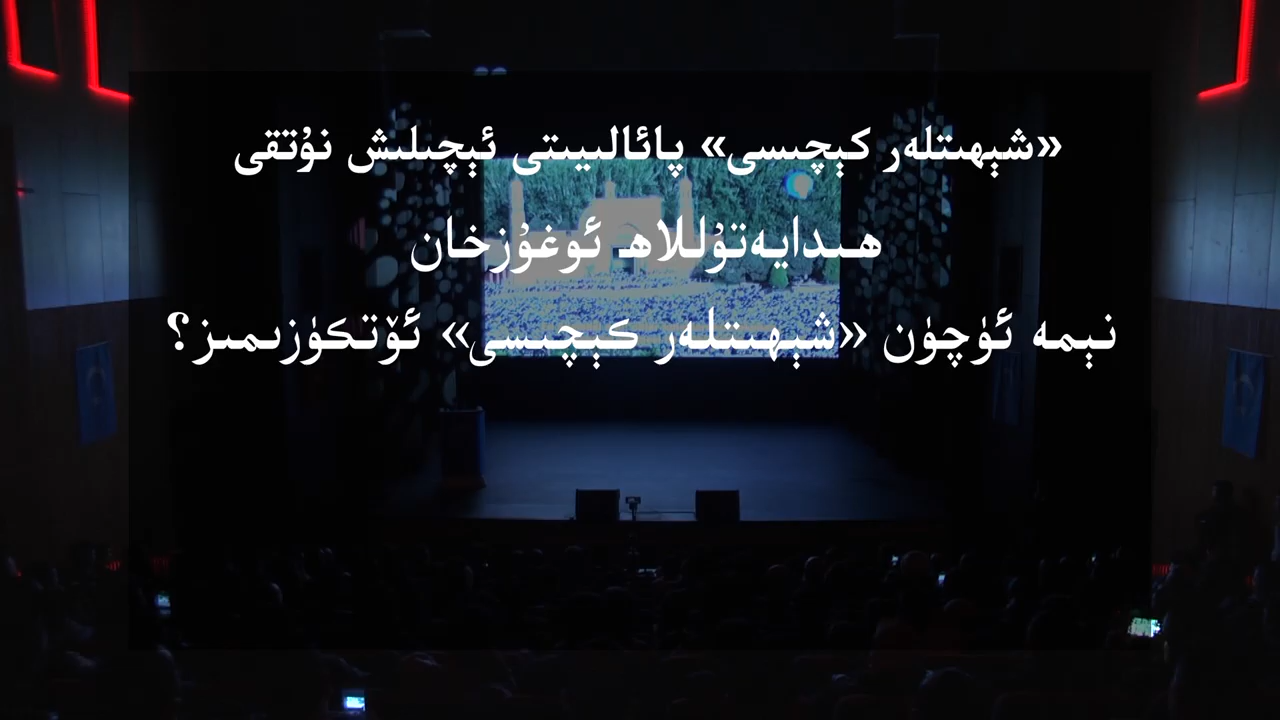 «شېھىتلەر كېچىسى» پائالىيىتى ئېچىلىش نۇتقى
ھىدايەتۇللاھ ئوغۇزخان
نېمە ئۈچۈن «شېھىتلەر كېچىسى» ئۆتكۈزىمىز؟